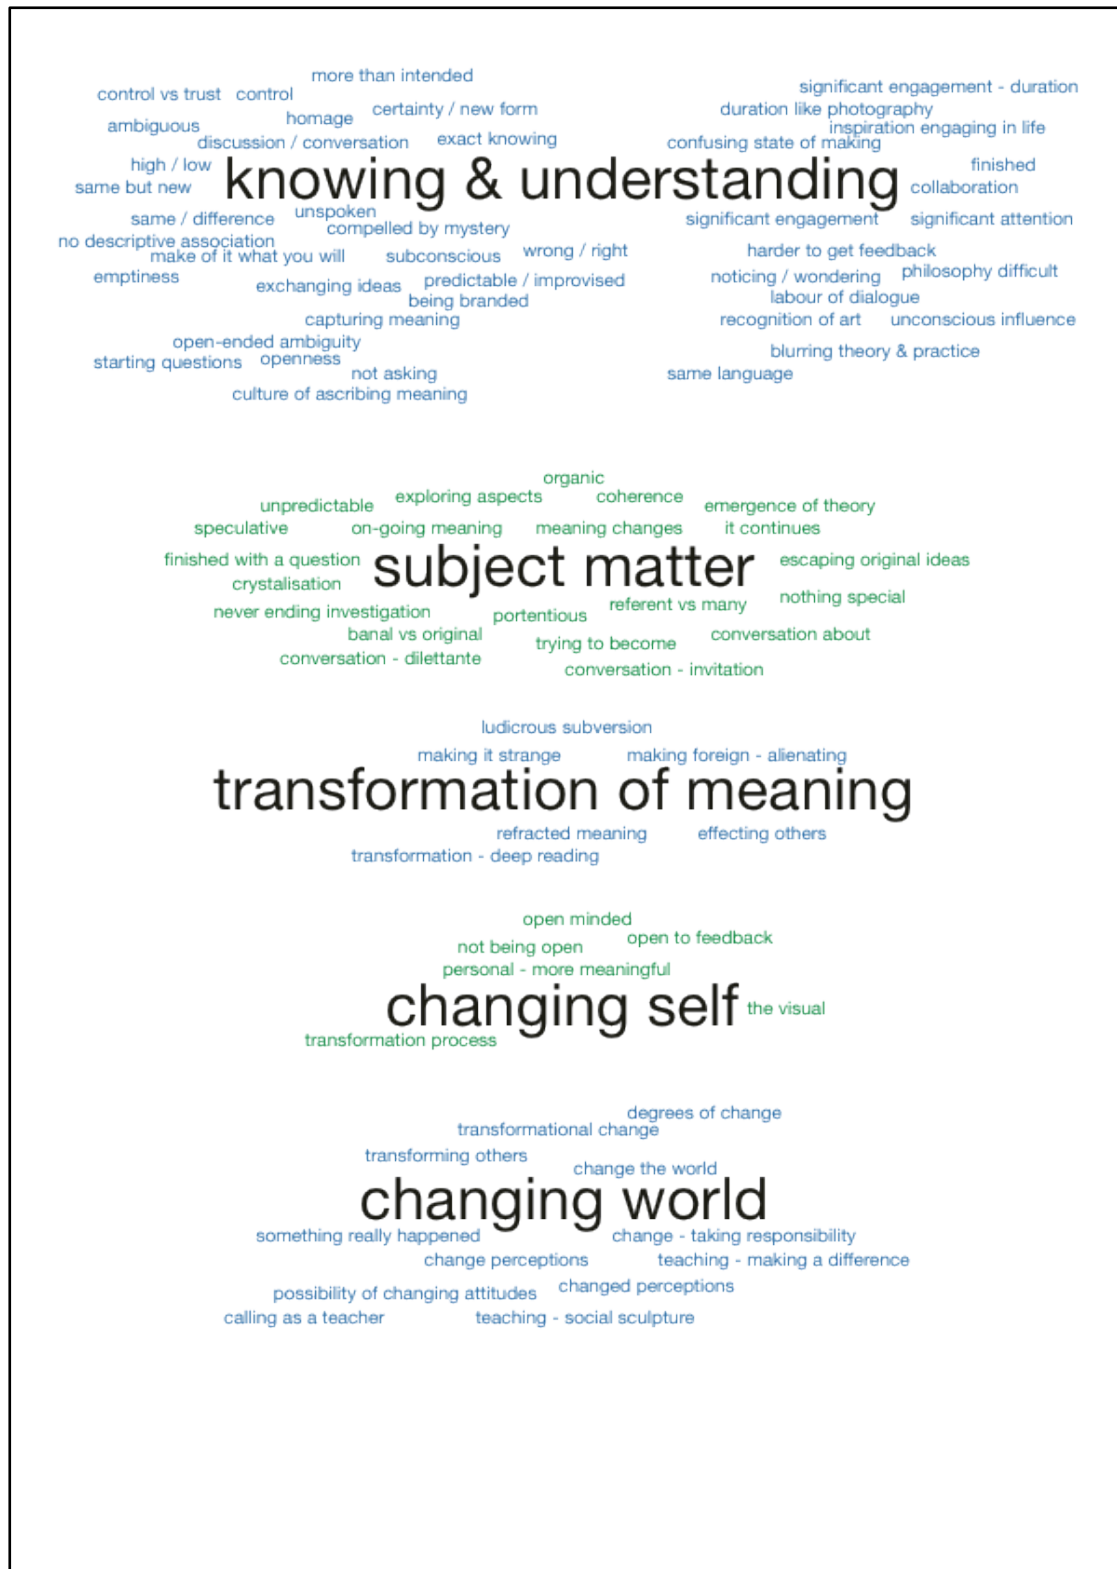 more than intended
significant engagement - duration
control vs trust control
certainty / new form
duration like photography
homage
ambiguous
inspiration engaging in life
discussion / conversation
exact knowing
confusing state of making
high / low
finished
knowing & understanding
same but new
collaboration
unspoken
same / difference
significant engagement
significant attention
compelled by mystery
no descriptive association
wrong / right
harder to get feedback
make of it what you will
subconscious
philosophy difficult
emptiness
noticing / wondering
predictable / improvised
exchanging ideas
labour of dialogue
being branded
capturing meaning
recognition of art
unconscious influence
open-ended ambiguity
blurring theory & practice
starting questions
openness
not asking
same language
culture of ascribing meaning
organic
exploring aspects
coherence
unpredictable
emergence of theory
speculative
on-going meaning
meaning changes
it continues
finished with a question
subject matter
escaping original ideas
crystalisation
nothing special
referent vs many
never ending investigation
portentious
banal vs original
conversation about
trying to become
conversation - dilettante
conversation - invitation
ludicrous subversion
making it strange
making foreign - alienating
transformation of meaning
refracted meaning
effecting others
transformation - deep reading
open minded
open to feedback
not being open
personal - more meaningful
changing self
the visual
transformation process
degrees of change
transformational change
transforming others
change the world
changing world
something really happened
change - taking responsibility
change perceptions
teaching - making a difference
changed perceptions
possibility of changing attitudes
calling as a teacher
teaching - social sculpture